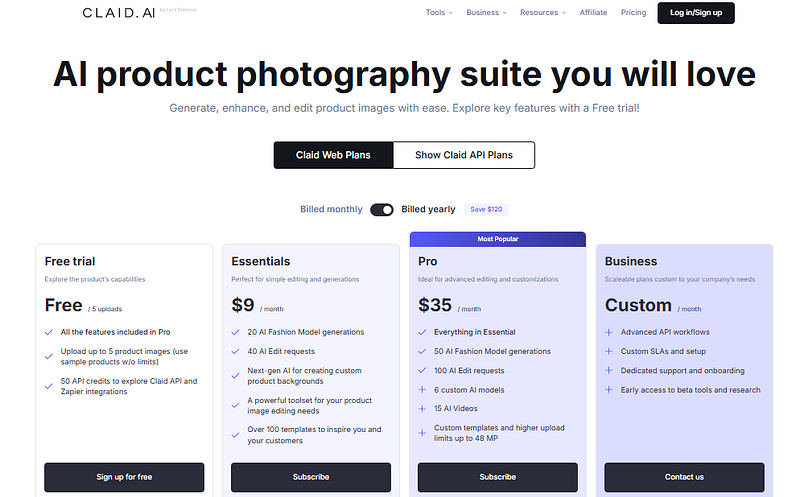 CLAID.AI by Let's Enhance
Tools
Business
Resources
Affiliate
Pricing
Log in/Sign up
AI product photography suite you will love
Generate, enhance, and edit product images with ease. Explore key features with a Free trial!
Claid Web Plans
Show Claid API Plans
Billed monthly
Billed yearly
Save $120
Free trial
Explore the product's capabilities
Free / 5 uploads
All the features included in Pro
Upload up to 5 product images (use
sample products w/o limits)
50 API credits to explore Claid API and
Zapier integrations
Sign up for free
Essentials
Perfect for simple editing and generations
$9 / month
20 AI Fashion Model generations
40 AI Edit requests
Next-gen AI for creating custom
product backgrounds
A powerful toolset for your product
image editing needs
Over 100 templates to inspire you and
your customers
Subscribe
Most Popular
Pro
Ideal for advanced editing and customizations
$35 / month
Everything in Essential
50 AI Fashion Model generations
100 AI Edit requests
6 custom AI models
15 AI Videos
Custom templates and higher upload
limits up to 48 MP
Subscribe
Business
Scaleable plans custom to your company's needs
Custom / month
Advanced API workflows
Custom SLAs and setup
Dedicated support and onboarding
Early access to beta tools and research
Contact us